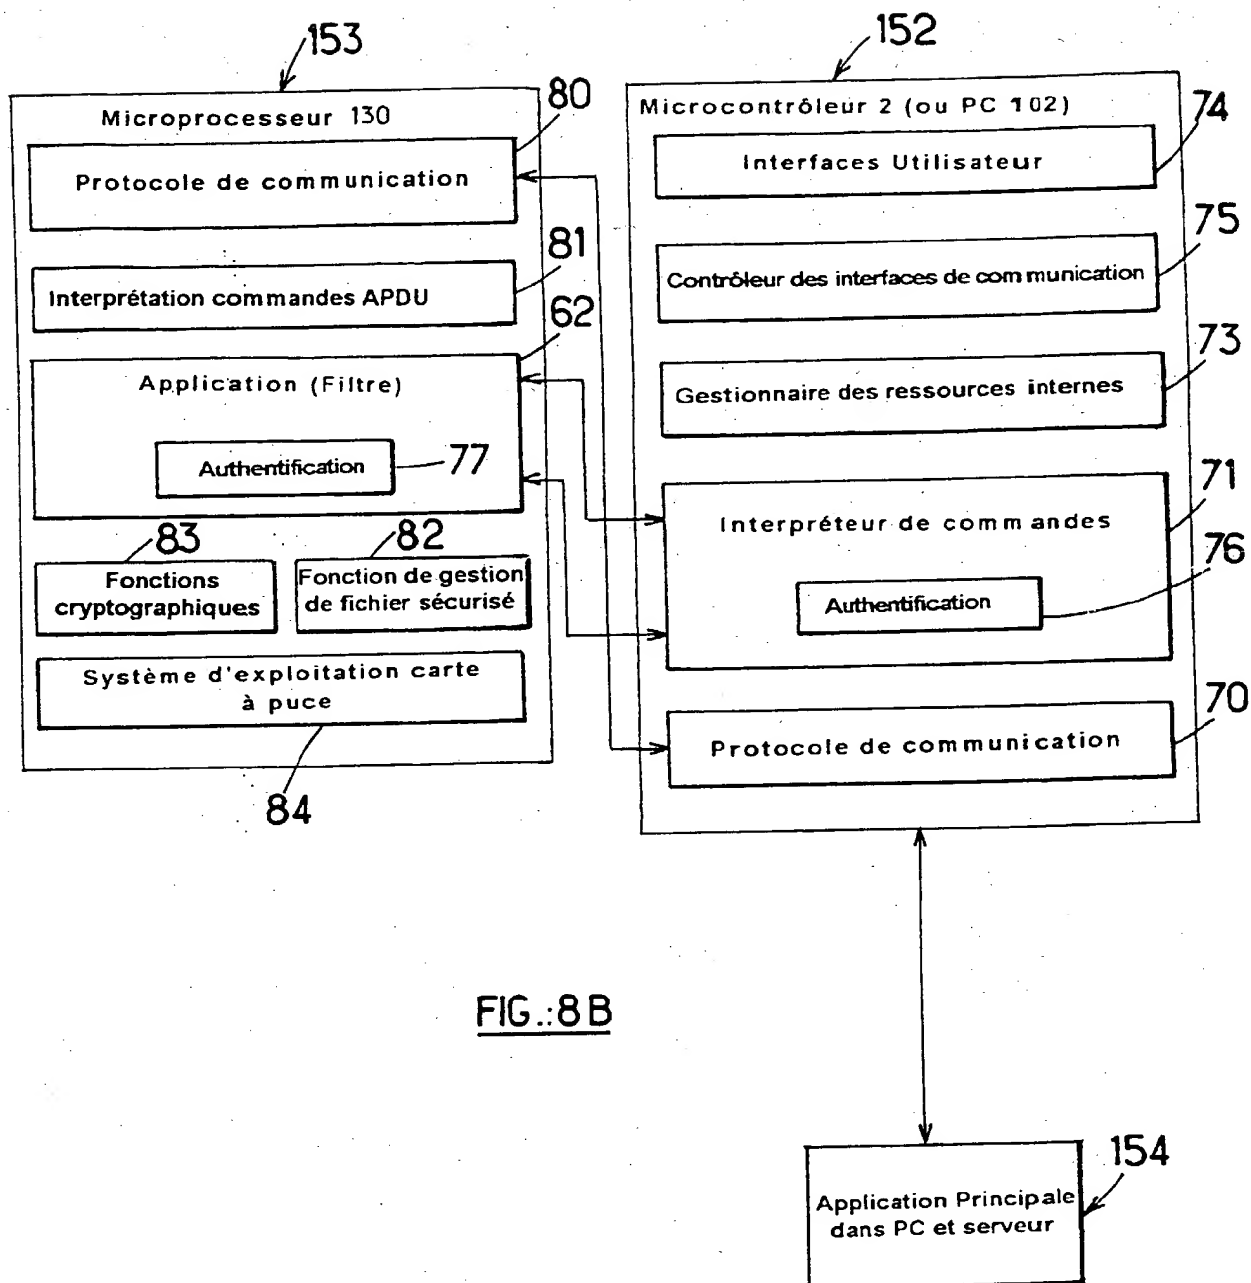 153
152
Microprocesseur 130
80
Protocole de communication
81
Interprétation commandes APDU
62
Application (Filtre)
Authentification
77
83
82
Fonctions
cryptographiques
Fonction de gestion
de fichier sécurisé
Système d'exploitation carte
à puce
84
Microcontrôleur 2 (ou PC 102)
74
Interfaces Utilisateur
75
Contrôleur des interfaces de communication
73
Gestionnaire des ressources internes
71
Interpréteur de commandes
76
Authentification
70
Protocole de communication
FIG.:8B
154
Application Principale
dans PC et serveur